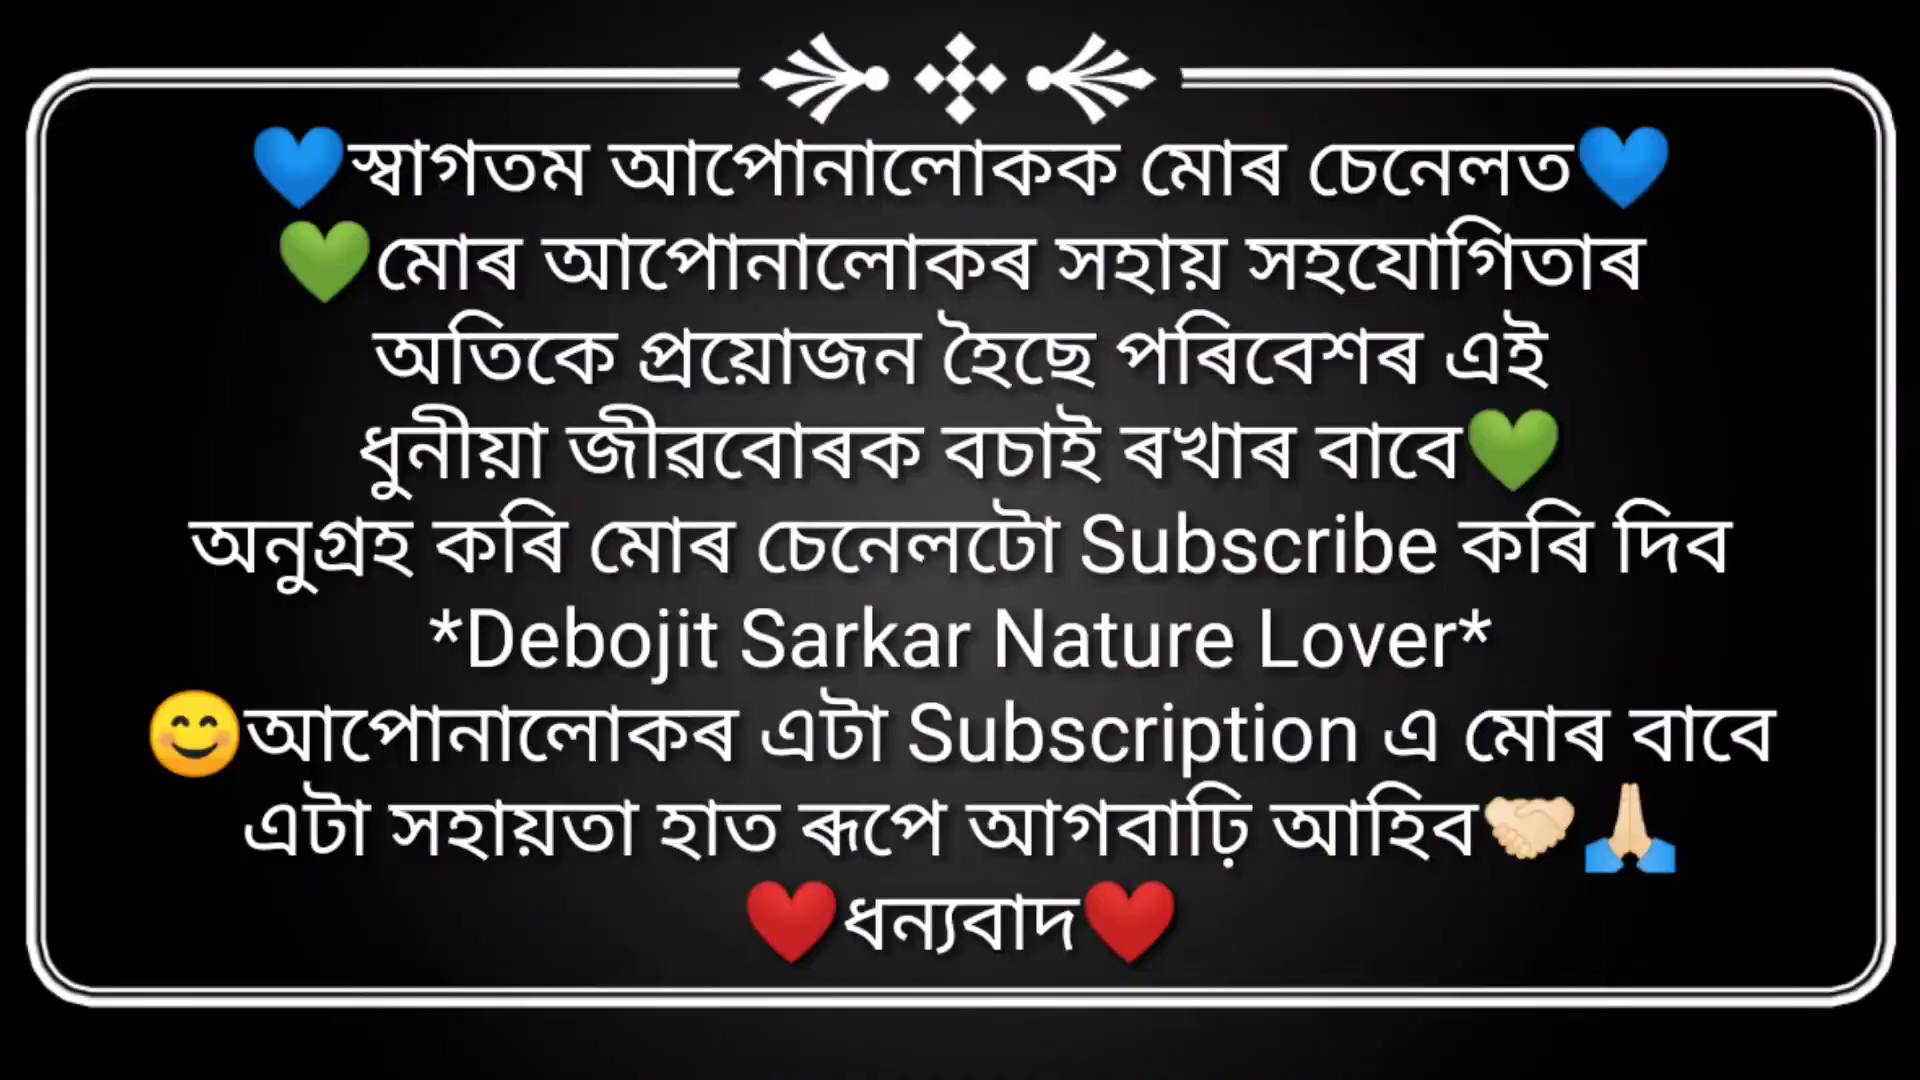 💙স্বাগতম আপোনালোকক মোৰ চেনেলত💙
💚মোৰ আপোনালোকৰ সহায় সহযোগিতাৰ
অতিকে প্ৰয়োজন হৈছে পৰিবেশৰ এই
ধুনীয়া জীৱবোৰক বচাই ৰখাৰ বাবে💚
অনুগ্ৰহ কৰি মোৰ চেনেলটো Subscribe কৰি দিব
*Debojit Sarkar Nature Lover*
😊আপোনালোকৰ এটা Subscription এ মোৰ বাবে
এটা সহায়তা হাত ৰূপে আগবাঢ়ি আহিব🤝🏻🙏🏻
❤️ধন্যবাদ❤️